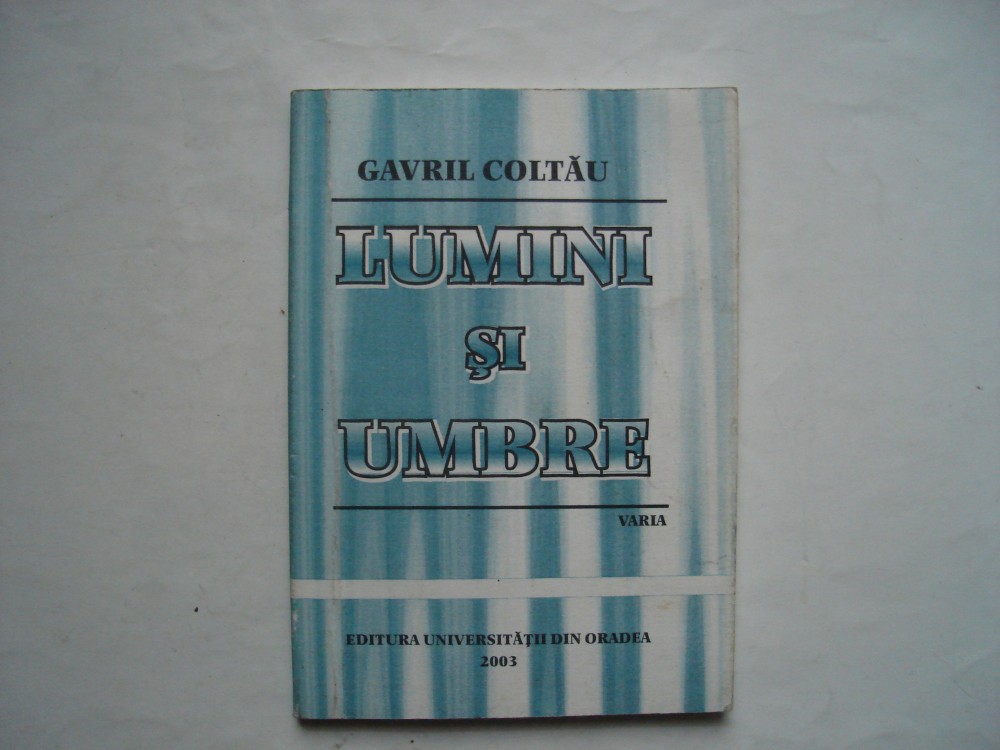 GAVRIL COLTĂU
LUMINI
ŞI
UMBRE
VARIA
EDITURA UNIVERSITĂŢII DIN ORADEA
2003